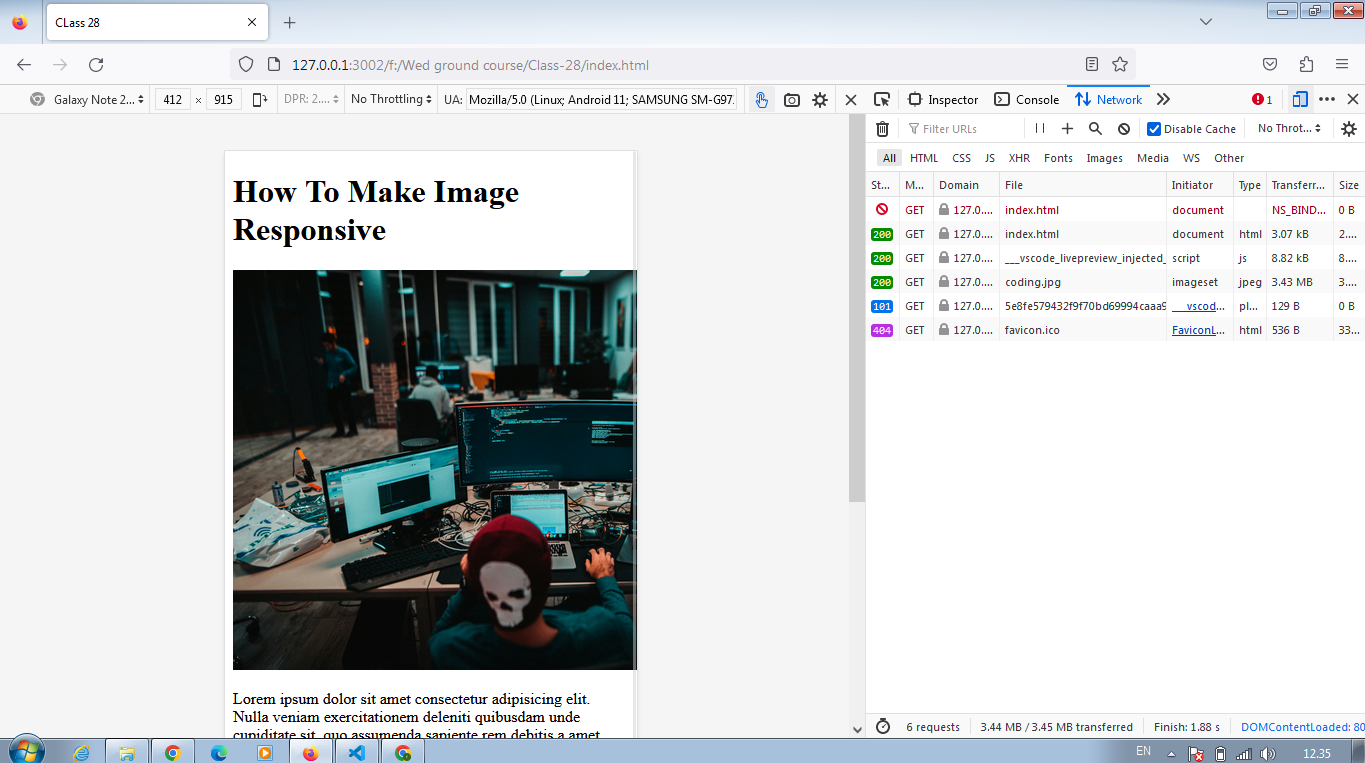 CLass 28
127.0.0.1:3002/f:/Wed ground course/Class-28/index.html
Galaxy Note 2... 412 × 915 DPR: 2.... No Throttling UA: Mozilla/5.0 (Linux; Android 11; SAMSUNG SM-G97
Inspector Console Network 1
Filter URLs Disable Cache No Throt...
All HTML CSS JS XHR Fonts Images Media WS Other
St... M... Domain File Initiator Type Transferr... Size
GET 127.0.... index.html document NS_BIND... 0 B
200 GET 127.0.... index.html document html 3.07 kB 2....
200 GET 127.0.... ___vscode_livepreview_injected_ script js 8.82 kB 8....
200 GET 127.0.... coding.jpg imageset jpeg 3.43 MB 3....
101 GET 127.0.... 5e8fe579432f9f70bd69994caaa9 ___vscod... pl... 129 B 0 B
404 GET 127.0.... favicon.ico FaviconL... html 536 B 33...
How To Make Image
Responsive
Lorem ipsum dolor sit amet consectetur adipisicing elit.
Nulla veniam exercitationem deleniti quibusdam unde
cupiditate sit, quo assumenda sapiente rem debitis a amet
6 requests 3.44 MB / 3.45 MB transferred Finish: 1.88 s DOMContentLoaded: 80
EN 12.35